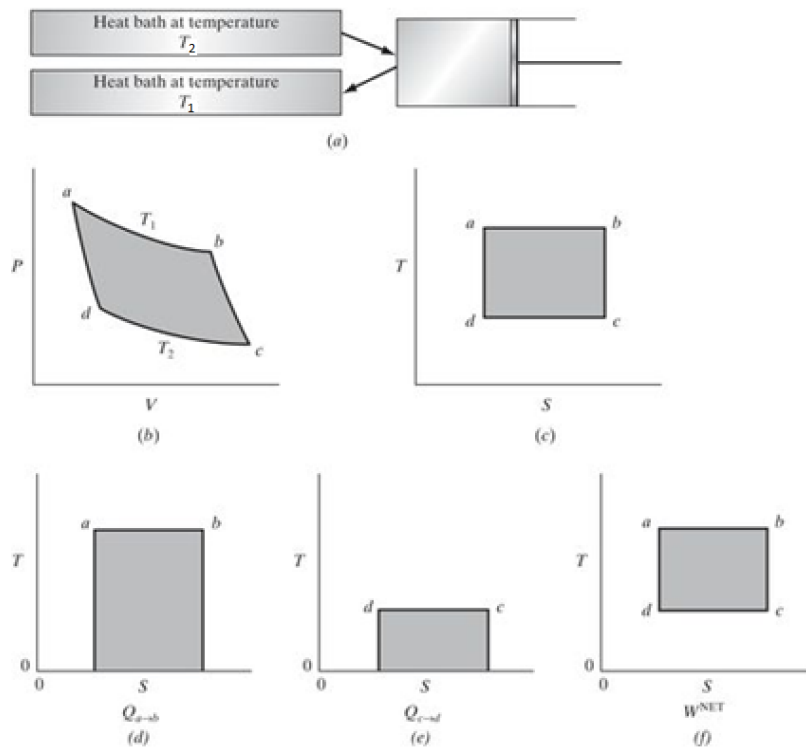 Heat bath at temperature
T2
Heat bath at temperature
T1
(a)
a
T1
b
P
d
T2
c
V
(b)
a
b
T
d
c
S
(c)
a
b
T
0
0
S
Qa→b
(d)
T
d
c
0
0
S
Qc→d
(e)
a
b
T
d
c
0
0
S
W^NET
(f)